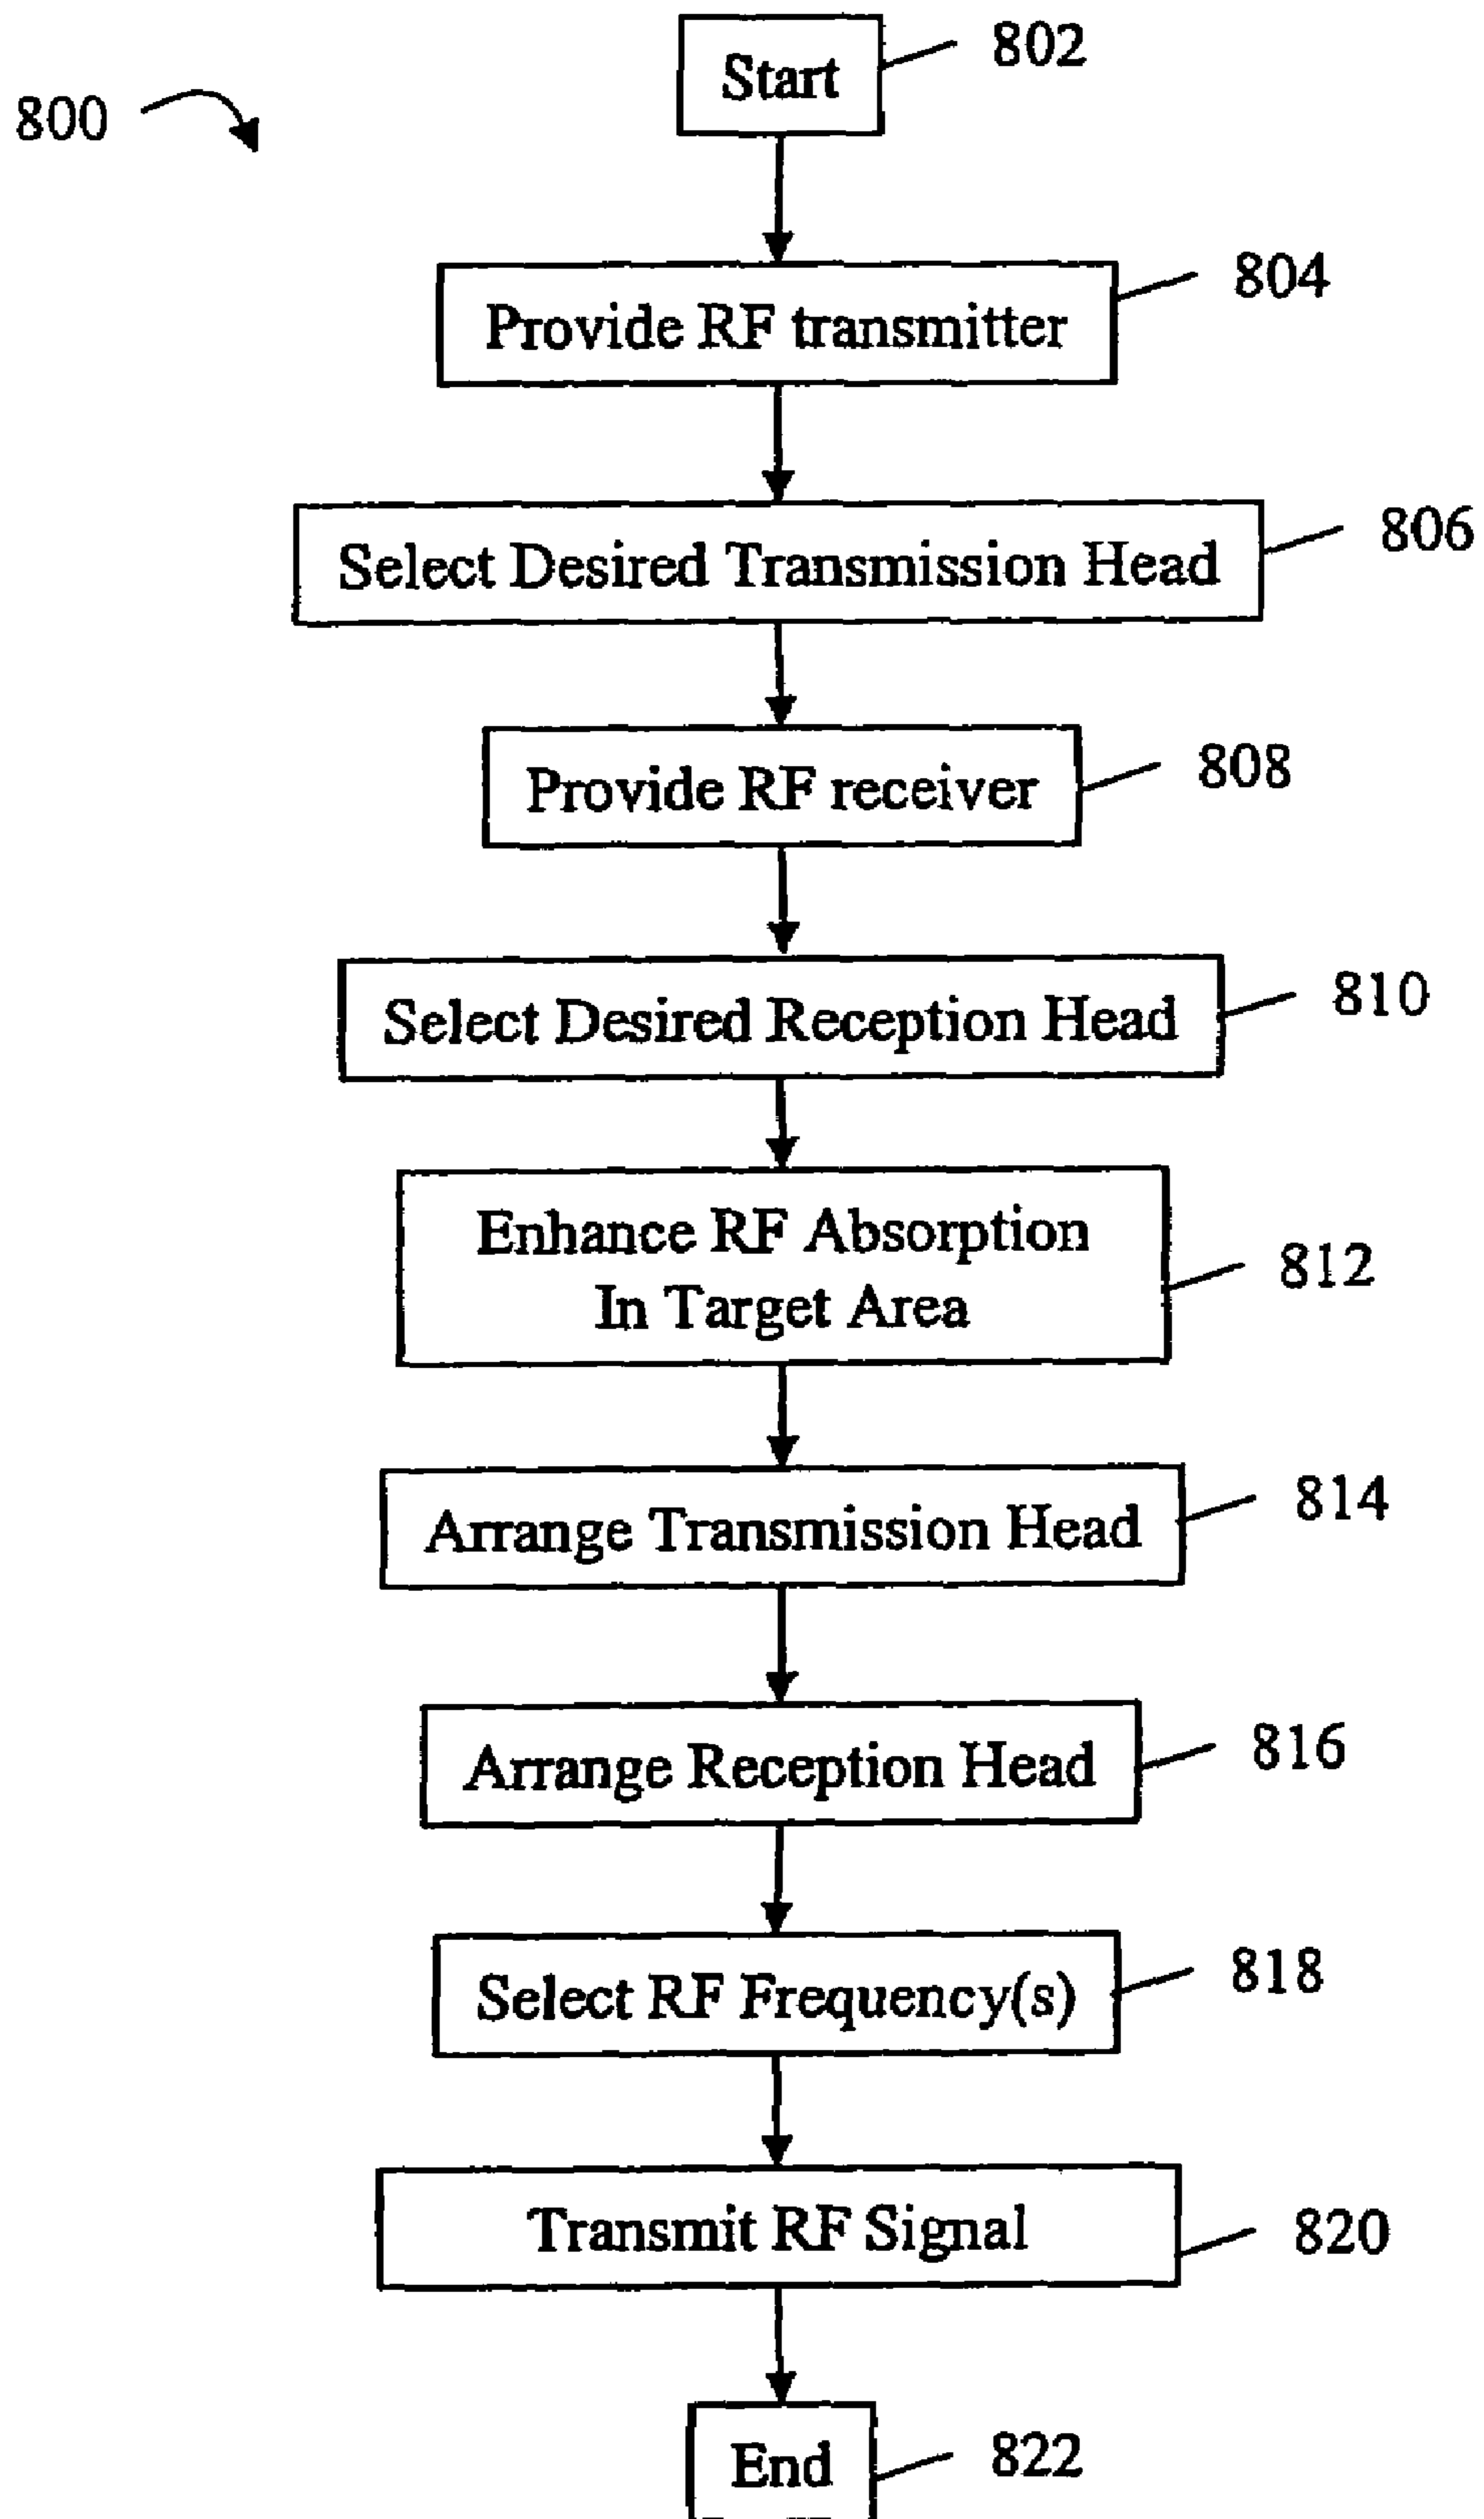 Start
802
800
Provide RF transmitter
804
Select Desired Transmission Head
806
Provide RF receiver
808
Select Desired Reception Head
810
Enhance RF Absorption
In Target Area
812
Arrange Transmission Head
814
Arrange Reception Head
816
Select RF Frequency(s)
818
Transmit RF Signal
820
End
822